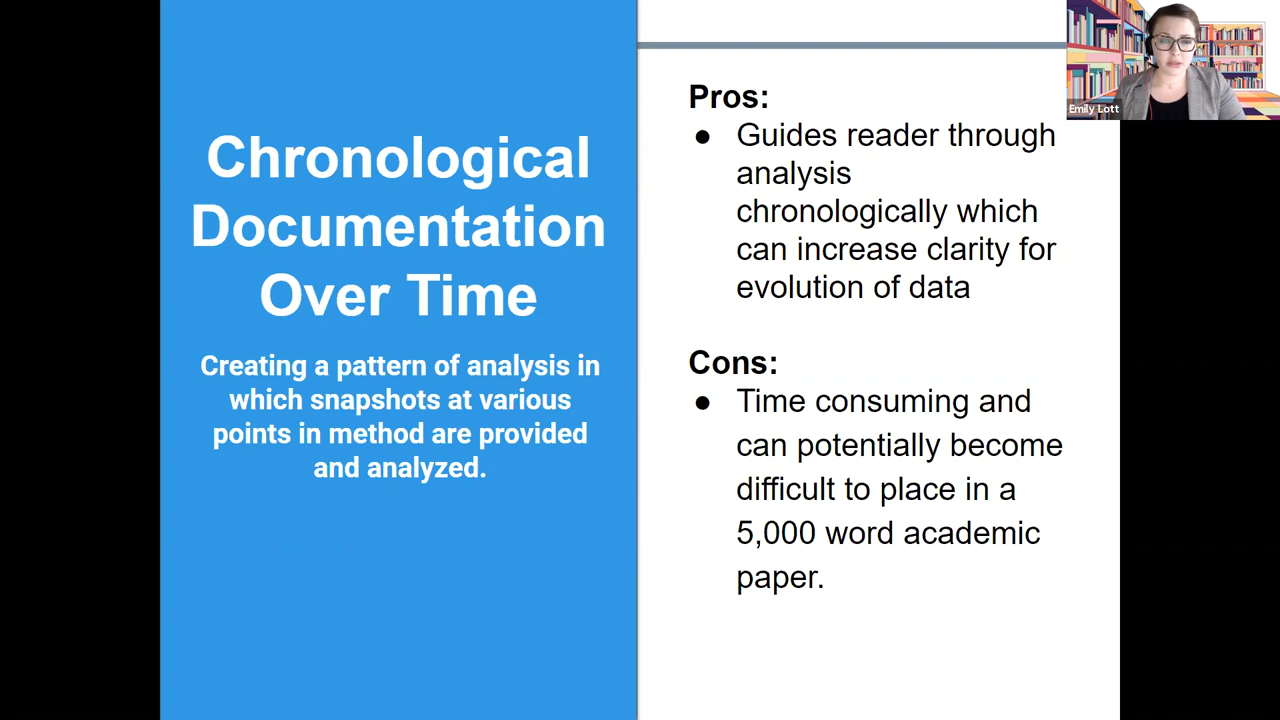 Chronological
Documentation
Over Time
Creating a pattern of analysis in
which snapshots at various
points in method are provided
and analyzed.
Pros:
● Guides reader through
analysis
chronologically which
can increase clarity for
evolution of data
Cons:
● Time consuming and
can potentially become
difficult to place in a
5,000 word academic
paper.
Emily Lott